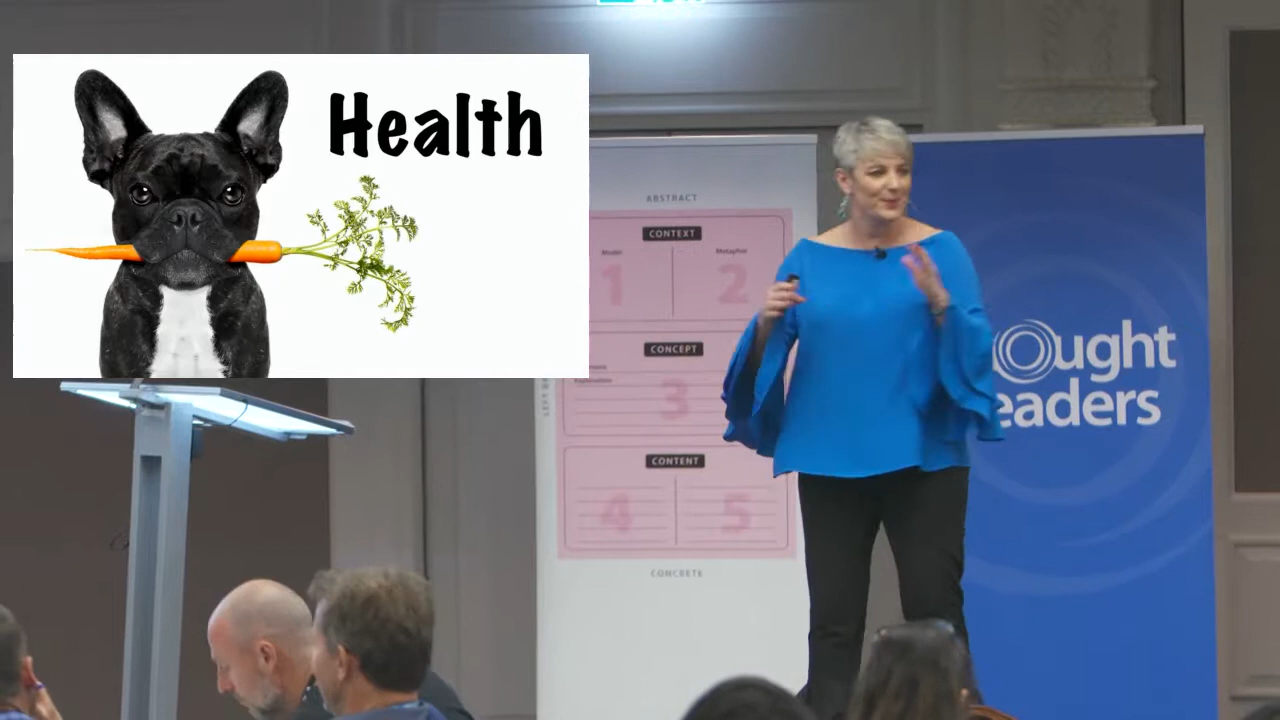 Health
ABSTRACT
CONTEXT
Model
Metaphor
1
2
CONCEPT
3
CONTENT
4
5
CONCRETE
ought
eaders